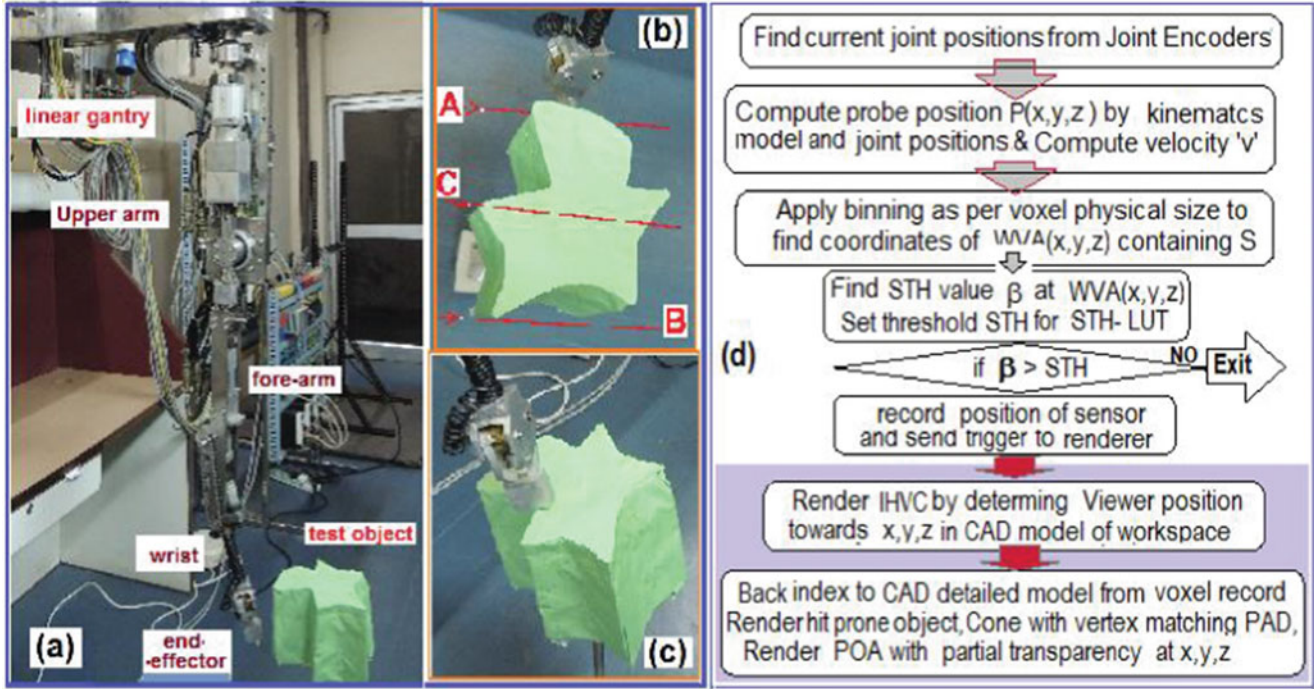 linear gantry
Upper arm
fore-arm
test object
wrist
end-
-effector
(a)
(b)
A
C
B
(c)
Find current joint positions from Joint Encoders
Compute probe position P(x,y,z) by kinematcs
model and joint positions & Compute velocity 'v'
Apply binning as per voxel physical size to
find coordinates of WVA(x,y,z) containing S
Find STH value β at WVA(x,y,z)
Set threshold STH for STH- LUT
(d)
if β > STH
NO
Exit
record position of sensor
and send trigger to renderer
Render IHVC by determing Viewer position
towards x,y,z in CAD model of workspace
Back index to CAD detailed model from voxel record
Render hit prone object,Cone with vertex matching PAD,
Render POA with partial transparency at x,y,z